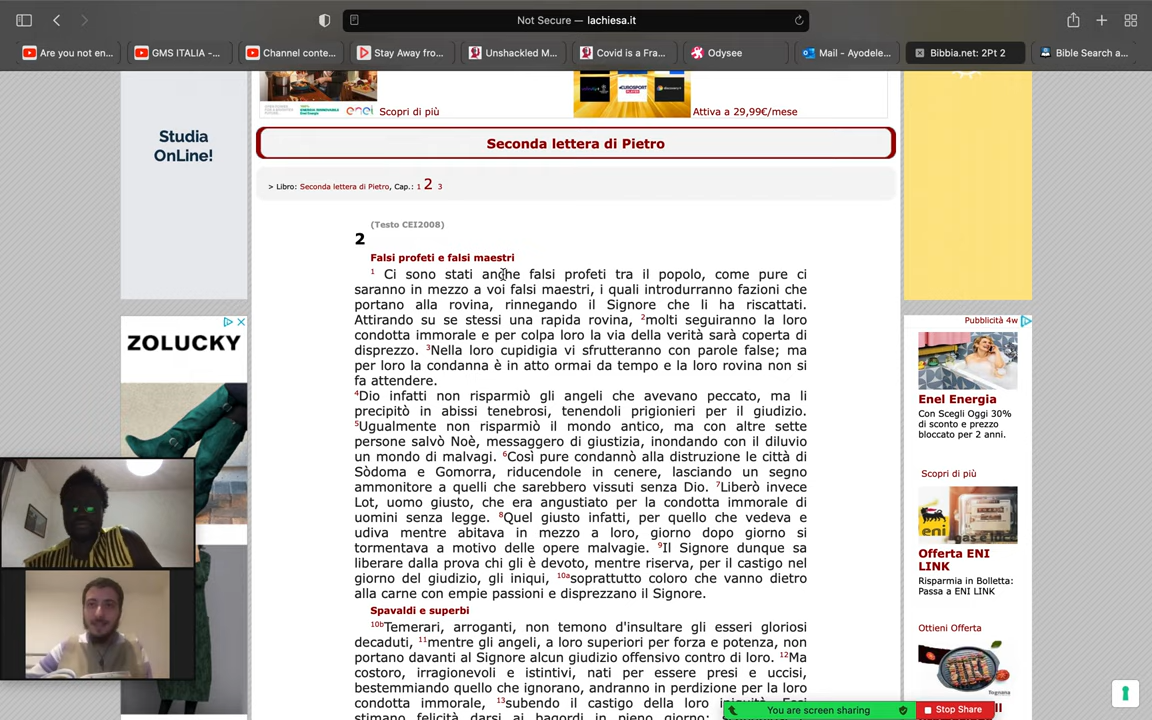 Not Secure — lachiesa.it
Are you not en...
GMS ITALIA -...
Channel conte...
Stay Away fro...
Unshackled M...
Covid is a Fra...
Odysee
Mail - Ayodele...
Bibbia.net: 2Pt 2
Bible Search a...
Scopri di più
Attiva a 29,99€/mese
Studia
OnLine!
Seconda lettera di Pietro
> Libro: Seconda lettera di Pietro, Cap.: 1 2 3
(Testo CEI2008)
2
Falsi profeti e falsi maestri
1 Ci sono stati anche falsi profeti tra il popolo, come pure ci
saranno in mezzo a voi falsi maestri, i quali introdurranno fazioni che
portano alla rovina, rinnegando il Signore che li ha riscattati.
Attirando su se stessi una rapida rovina, 2molti seguiranno la loro
condotta immorale e per colpa loro la via della verità sarà coperta di
disprezzo. 3Nella loro cupidigia vi sfrutteranno con parole false; ma
per loro la condanna è in atto ormai da tempo e la loro rovina non si
fa attendere.
4Dio infatti non risparmiò gli angeli che avevano peccato, ma li
precipitò in abissi tenebrosi, tenendoli prigionieri per il giudizio.
5Ugualmente non risparmiò il mondo antico, ma con altre sette
persone salvò Noè, messaggero di giustizia, inondando con il diluvio
un mondo di malvagi. 6Così pure condannò alla distruzione le città di
Sòdoma e Gomorra, riducendole in cenere, lasciando un segno
ammonitore a quelli che sarebbero vissuti senza Dio. 7Liberò invece
Lot, uomo giusto, che era angustiato per la condotta immorale di
uomini senza legge. 8Quel giusto infatti, per quello che vedeva e
udiva mentre abitava in mezzo a loro, giorno dopo giorno si
tormentava a motivo delle opere malvagie. 9Il Signore dunque sa
liberare dalla prova chi gli è devoto, mentre riserva, per il castigo nel
giorno del giudizio, gli iniqui, 10asoprattutto coloro che vanno dietro
alla carne con empie passioni e disprezzano il Signore.
Spavaldi e superbi
10bTemerari, arroganti, non temono d'insultare gli esseri gloriosi
decaduti, 11mentre gli angeli, a loro superiori per forza e potenza, non
portano davanti al Signore alcun giudizio offensivo contro di loro. 12Ma
costoro, irragionevoli e istintivi, nati per essere presi e uccisi,
bestemmiando quello che ignorano, andranno in perdizione per la loro
condotta immorale, 13subendo il castigo della loro iniquità. Essi
stimano felicità darsi ai bagordi in pieno giorno;
ZOLUCKY
Pubblicità 4w
Enel Energia
Con Scegli Oggi 30%
di sconto e prezzo
bloccato per 2 anni.
Scopri di più
Offerta ENI
LINK
Risparmia in Bolletta:
Passa a ENI LINK
Ottieni Offerta
You are screen sharing
Stop Share